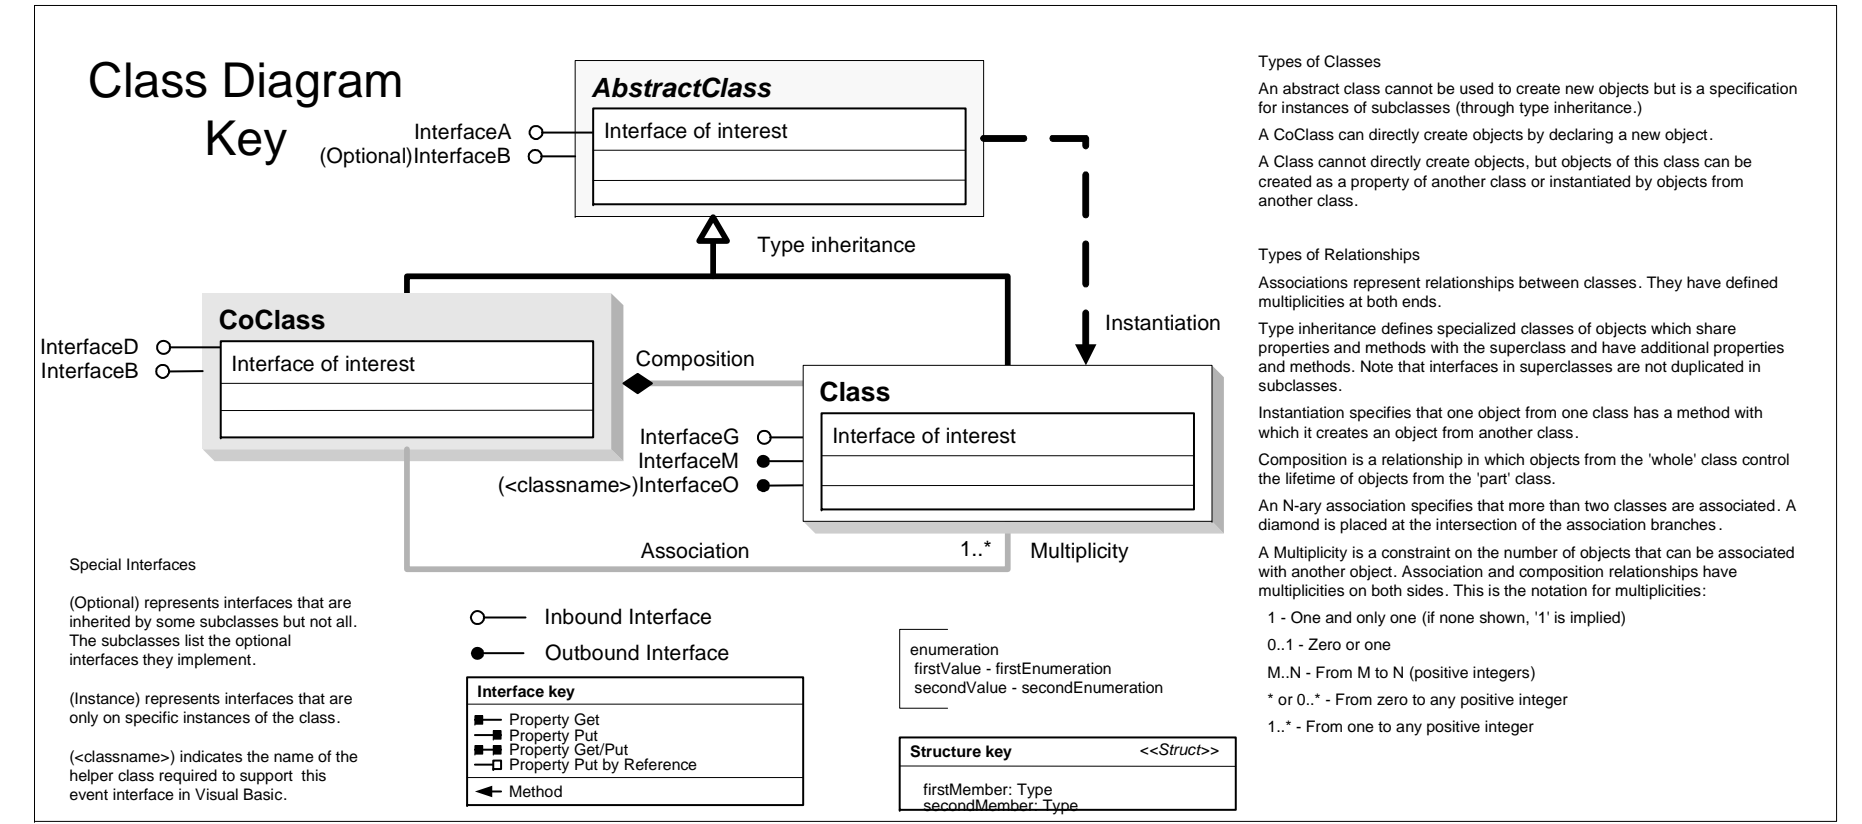 Class Diagram
Key
AbstractClass
Interface of interest
InterfaceA
(Optional)InterfaceB
Type inheritance
Instantiation
CoClass
Interface of interest
InterfaceD
InterfaceB
Composition
Class
Interface of interest
InterfaceG
InterfaceM
(<classname>)InterfaceO
Association
1..*
Multiplicity
Special Interfaces
(Optional) represents interfaces that are
inherited by some subclasses but not all.
The subclasses list the optional
interfaces they implement.
(Instance) represents interfaces that are
only on specific instances of the class.
(<classname>) indicates the name of the
helper class required to support this
event interface in Visual Basic.
Inbound Interface
Outbound Interface
Interface key
Property Get
Property Put
Property Get/Put
Property Put by Reference
Method
enumeration
firstValue - firstEnumeration
secondValue - secondEnumeration
Structure key
<<Struct>>
firstMember: Type
secondMember: Type
Types of Classes
An abstract class cannot be used to create new objects but is a specification
for instances of subclasses (through type inheritance.)
A CoClass can directly create objects by declaring a new object.
A Class cannot directly create objects, but objects of this class can be
created as a property of another class or instantiated by objects from
another class.
Types of Relationships
Associations represent relationships between classes. They have defined
multiplicities at both ends.
Type inheritance defines specialized classes of objects which share
properties and methods with the superclass and have additional properties
and methods. Note that interfaces in superclasses are not duplicated in
subclasses.
Instantiation specifies that one object from one class has a method with
which it creates an object from another class.
Composition is a relationship in which objects from the 'whole' class control
the lifetime of objects from the 'part' class.
An N-ary association specifies that more than two classes are associated. A
diamond is placed at the intersection of the association branches.
A Multiplicity is a constraint on the number of objects that can be associated
with another object. Association and composition relationships have
multiplicities on both sides. This is the notation for multiplicities:
1 - One and only one (if none shown, '1' is implied)
0..1 - Zero or one
M..N - From M to N (positive integers)
* or 0..* - From zero to any positive integer
1..* - From one to any positive integer